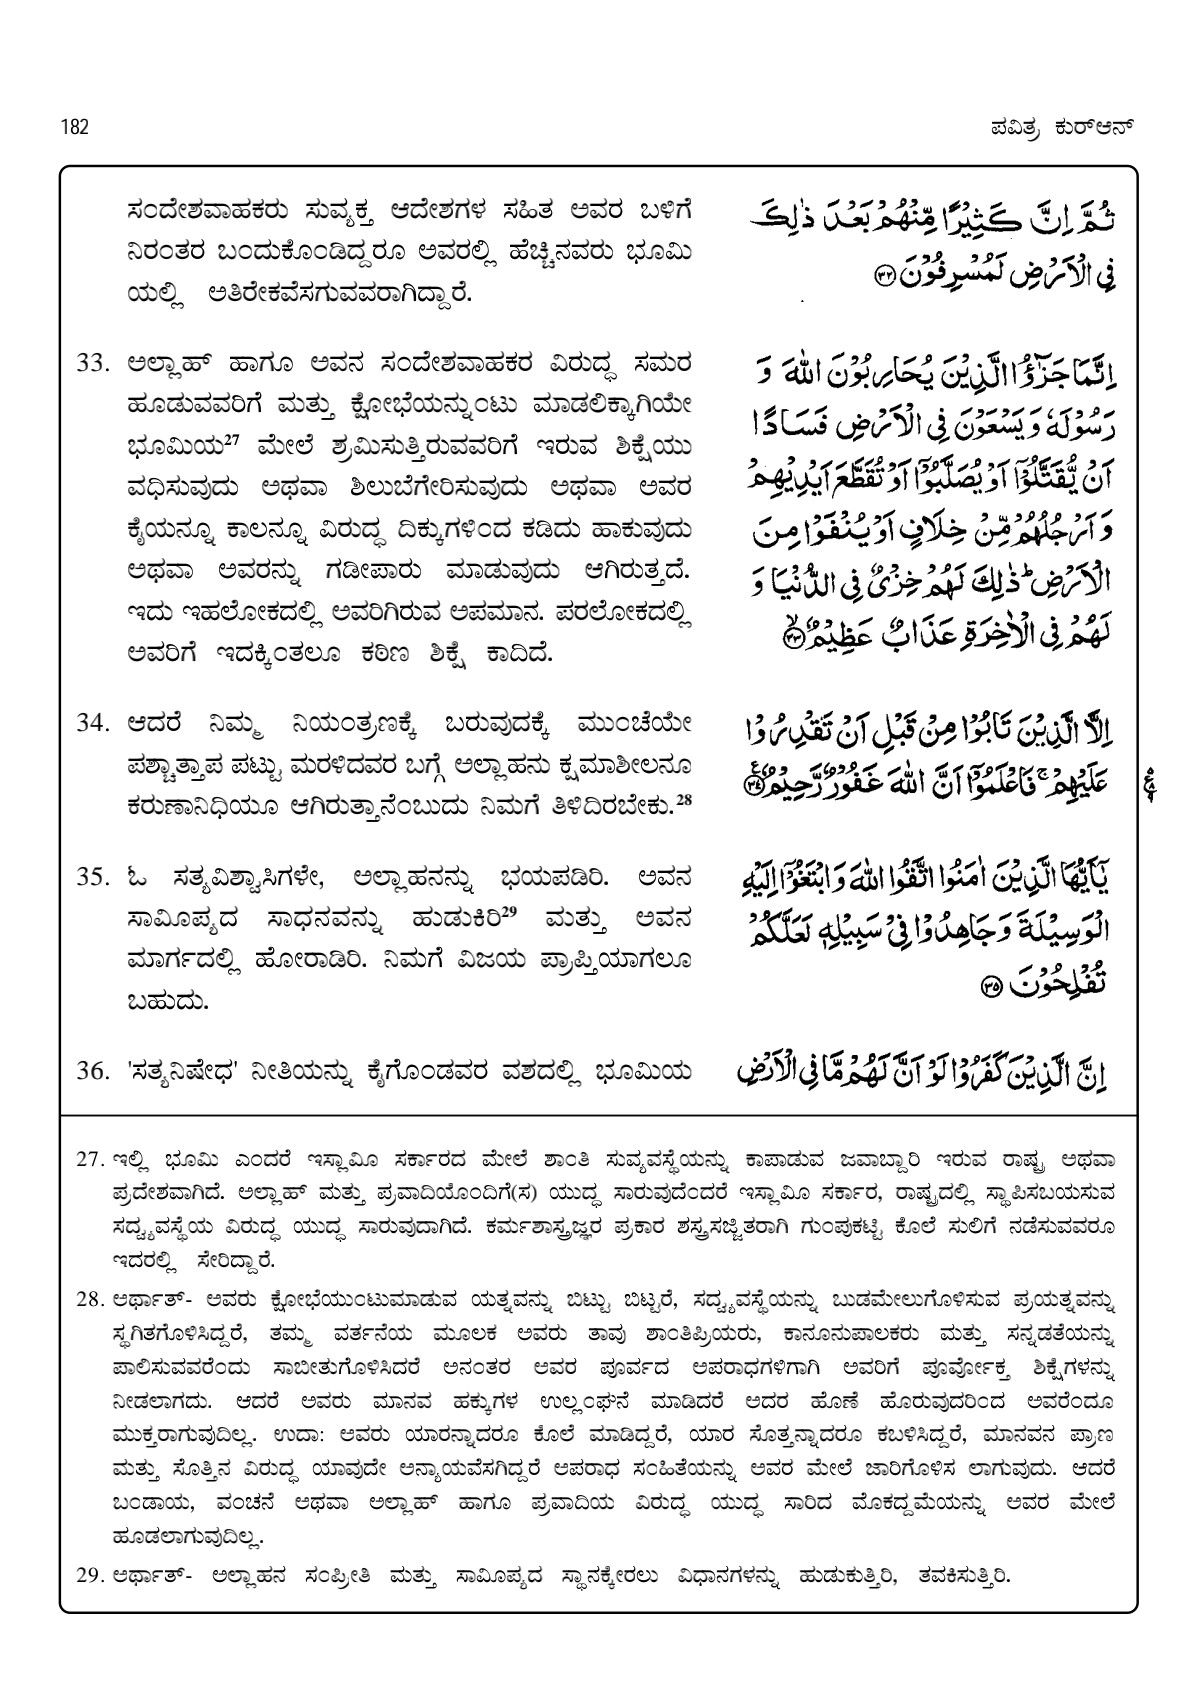 182
ಪವಿತ್ರ ಕುರ್‌ಆನ್
ಸಂದೇಶವಾಹಕರು ಸುವ್ಯಕ್ತ ಆದೇಶಗಳ ಸಹಿತ ಅವರ ಬಳಿಗೆ
ನಿರಂತರ ಬಂದುಕೊಂಡಿದ್ದರೂ ಅವರಲ್ಲಿ ಹೆಚ್ಚಿನವರು ಭೂಮಿ
ಯಲ್ಲಿ ಅತಿರೇಕವೆಸಗುವವರಾಗಿದ್ದಾರೆ.
ثُمَّ اِنَّ كَثِيْرًا مِّنْهُمْ بَعْدَ ذٰلِكَ
فِي الْاَرْضِ لَمُسْرِفُوْنَ ۝۳۲
33. ಅಲ್ಲಾಹ್ ಹಾಗೂ ಅವನ ಸಂದೇಶವಾಹಕರ ವಿರುದ್ಧ ಸಮರ
ಹೂಡುವವರಿಗೆ ಮತ್ತು ಕ್ಷೋಭೆಯನ್ನುಂಟು ಮಾಡಲಿಕ್ಕಾಗಿಯೇ
ಭೂಮಿಯ²⁷ ಮೇಲೆ ಶ್ರಮಿಸುತ್ತಿರುವವರಿಗೆ ಇರುವ ಶಿಕ್ಷೆಯು
ವಧಿಸುವುದು ಅಥವಾ ಶಿಲುಬೆಗೇರಿಸುವುದು ಅಥವಾ ಅವರ
ಕೈಯನ್ನೂ ಕಾಲನ್ನೂ ವಿರುದ್ಧ ದಿಕ್ಕುಗಳಿಂದ ಕಡಿದು ಹಾಕುವುದು
ಅಥವಾ ಅವರನ್ನು ಗಡೀಪಾರು ಮಾಡುವುದು ಆಗಿರುತ್ತದೆ.
ಇದು ಇಹಲೋಕದಲ್ಲಿ ಅವರಿಗಿರುವ ಅಪಮಾನ. ಪರಲೋಕದಲ್ಲಿ
ಅವರಿಗೆ ಇದಕ್ಕಿಂತಲೂ ಕಠಿಣ ಶಿಕ್ಷೆ ಕಾದಿದೆ.
اِنَّمَا جَزٰٓؤُا الَّذِيْنَ يُحَارِبُوْنَ اللّٰهَ وَ
رَسُوْلَهٗ وَيَسْعَوْنَ فِي الْاَرْضِ فَسَادًا
اَنْ يُّقَتَّلُوْٓا اَوْ يُصَلَّبُوْٓا اَوْ تُقَطَّعَ اَيْدِيْهِمْ
وَاَرْجُلُهُمْ مِّنْ خِلَافٍ اَوْ يُنْفَوْا مِنَ
الْاَرْضِ ؕ ذٰلِكَ لَهُمْ خِزْيٌ فِي الدُّنْيَا وَ
لَهُمْ فِي الْاٰخِرَةِ عَذَابٌ عَظِيْمٌ ۝۳۳ۙ
34. ಆದರೆ ನಿಮ್ಮ ನಿಯಂತ್ರಣಕ್ಕೆ ಬರುವುದಕ್ಕೆ ಮುಂಚೆಯೇ
ಪಶ್ಚಾತ್ತಾಪ ಪಟ್ಟು ಮರಳಿದವರ ಬಗ್ಗೆ ಅಲ್ಲಾಹನು ಕ್ಷಮಾಶೀಲನೂ
ಕರುಣಾನಿಧಿಯೂ ಆಗಿರುತ್ತಾನೆಂಬುದು ನಿಮಗೆ ತಿಳಿದಿರಬೇಕು.²⁸
اِلَّا الَّذِيْنَ تَابُوْا مِنْ قَبْلِ اَنْ تَقْدِرُوْا
عَلَيْهِمْ ۚ فَاعْلَمُوْٓا اَنَّ اللّٰهَ غَفُوْرٌ رَّحِيْمٌ ۝۳۴ع
35. ಓ ಸತ್ಯವಿಶ್ವಾಸಿಗಳೇ, ಅಲ್ಲಾಹನನ್ನು ಭಯಪಡಿರಿ. ಅವನ
ಸಾಮೀಪ್ಯದ ಸಾಧನವನ್ನು ಹುಡುಕಿರಿ²⁹ ಮತ್ತು ಅವನ
ಮಾರ್ಗದಲ್ಲಿ ಹೋರಾಡಿರಿ. ನಿಮಗೆ ವಿಜಯ ಪ್ರಾಪ್ತಿಯಾಗಲೂ
ಬಹುದು.
يٰٓاَيُّهَا الَّذِيْنَ اٰمَنُوا اتَّقُوا اللّٰهَ وَابْتَغُوْٓا اِلَيْهِ
الْوَسِيْلَةَ وَجَاهِدُوْا فِيْ سَبِيْلِهٖ لَعَلَّكُمْ
تُفْلِحُوْنَ ۝۳۵
36. 'ಸತ್ಯನಿಷೇಧ' ನೀತಿಯನ್ನು ಕೈಗೊಂಡವರ ವಶದಲ್ಲಿ ಭೂಮಿಯ
اِنَّ الَّذِيْنَ كَفَرُوْا لَوْ اَنَّ لَهُمْ مَّا فِي الْاَرْضِ
27. ಇಲ್ಲಿ ಭೂಮಿ ಎಂದರೆ ಇಸ್ಲಾಮೀ ಸರ್ಕಾರದ ಮೇಲೆ ಶಾಂತಿ ಸುವ್ಯವಸ್ಥೆಯನ್ನು ಕಾಪಾಡುವ ಜವಾಬ್ದಾರಿ ಇರುವ ರಾಷ್ಟ್ರ ಅಥವಾ
ಪ್ರದೇಶವಾಗಿದೆ. ಅಲ್ಲಾಹ್ ಮತ್ತು ಪ್ರವಾದಿಯೊಂದಿಗೆ(ಸ) ಯುದ್ಧ ಸಾರುವುದೆಂದರೆ ಇಸ್ಲಾಮೀ ಸರ್ಕಾರ, ರಾಷ್ಟ್ರದಲ್ಲಿ ಸ್ಥಾಪಿಸಬಯಸುವ
ಸದ್ವ್ಯವಸ್ಥೆಯ ವಿರುದ್ಧ ಯುದ್ಧ ಸಾರುವುದಾಗಿದೆ. ಕರ್ಮಶಾಸ್ತ್ರಜ್ಞರ ಪ್ರಕಾರ ಶಸ್ತ್ರಸಜ್ಜಿತರಾಗಿ ಗುಂಪುಕಟ್ಟಿ ಕೊಲೆ ಸುಲಿಗೆ ನಡೆಸುವವರೂ
ಇದರಲ್ಲಿ ಸೇರಿದ್ದಾರೆ.
28. ಅರ್ಥಾತ್- ಅವರು ಕ್ಷೋಭೆಯುಂಟುಮಾಡುವ ಯತ್ನವನ್ನು ಬಿಟ್ಟು ಬಿಟ್ಟರೆ, ಸದ್ವ್ಯವಸ್ಥೆಯನ್ನು ಬುಡಮೇಲುಗೊಳಿಸುವ ಪ್ರಯತ್ನವನ್ನು
ಸ್ಥಗಿತಗೊಳಿಸಿದ್ದರೆ, ತಮ್ಮ ವರ್ತನೆಯ ಮೂಲಕ ಅವರು ತಾವು ಶಾಂತಿಪ್ರಿಯರು, ಕಾನೂನುಪಾಲಕರು ಮತ್ತು ಸನ್ನಡತೆಯನ್ನು
ಪಾಲಿಸುವವರೆಂದು ಸಾಬೀತುಗೊಳಿಸಿದರೆ ಅನಂತರ ಅವರ ಪೂರ್ವದ ಅಪರಾಧಗಳಿಗಾಗಿ ಅವರಿಗೆ ಪೂರ್ವೋಕ್ತ ಶಿಕ್ಷೆಗಳನ್ನು
ನೀಡಲಾಗದು. ಆದರೆ ಅವರು ಮಾನವ ಹಕ್ಕುಗಳ ಉಲ್ಲಂಘನೆ ಮಾಡಿದರೆ ಅದರ ಹೊಣೆ ಹೊರುವುದರಿಂದ ಅವರೆಂದೂ
ಮುಕ್ತರಾಗುವುದಿಲ್ಲ. ಉದಾ: ಅವರು ಯಾರನ್ನಾದರೂ ಕೊಲೆ ಮಾಡಿದ್ದರೆ, ಯಾರ ಸೊತ್ತನ್ನಾದರೂ ಕಬಳಿಸಿದ್ದರೆ, ಮಾನವನ ಪ್ರಾಣ
ಮತ್ತು ಸೊತ್ತಿನ ವಿರುದ್ಧ ಯಾವುದೇ ಅನ್ಯಾಯವೆಸಗಿದ್ದರೆ ಅಪರಾಧ ಸಂಹಿತೆಯನ್ನು ಅವರ ಮೇಲೆ ಜಾರಿಗೊಳಿಸ ಲಾಗುವುದು. ಆದರೆ
ಬಂಡಾಯ, ವಂಚನೆ ಅಥವಾ ಅಲ್ಲಾಹ್ ಹಾಗೂ ಪ್ರವಾದಿಯ ವಿರುದ್ಧ ಯುದ್ಧ ಸಾರಿದ ಮೊಕದ್ದಮೆಯನ್ನು ಅವರ ಮೇಲೆ
ಹೂಡಲಾಗುವುದಿಲ್ಲ.
29. ಅರ್ಥಾತ್- ಅಲ್ಲಾಹನ ಸಂಪ್ರೀತಿ ಮತ್ತು ಸಾಮೀಪ್ಯದ ಸ್ಥಾನಕ್ಕೇರಲು ವಿಧಾನಗಳನ್ನು ಹುಡುಕುತ್ತಿರಿ, ತವಕಿಸುತ್ತಿರಿ.